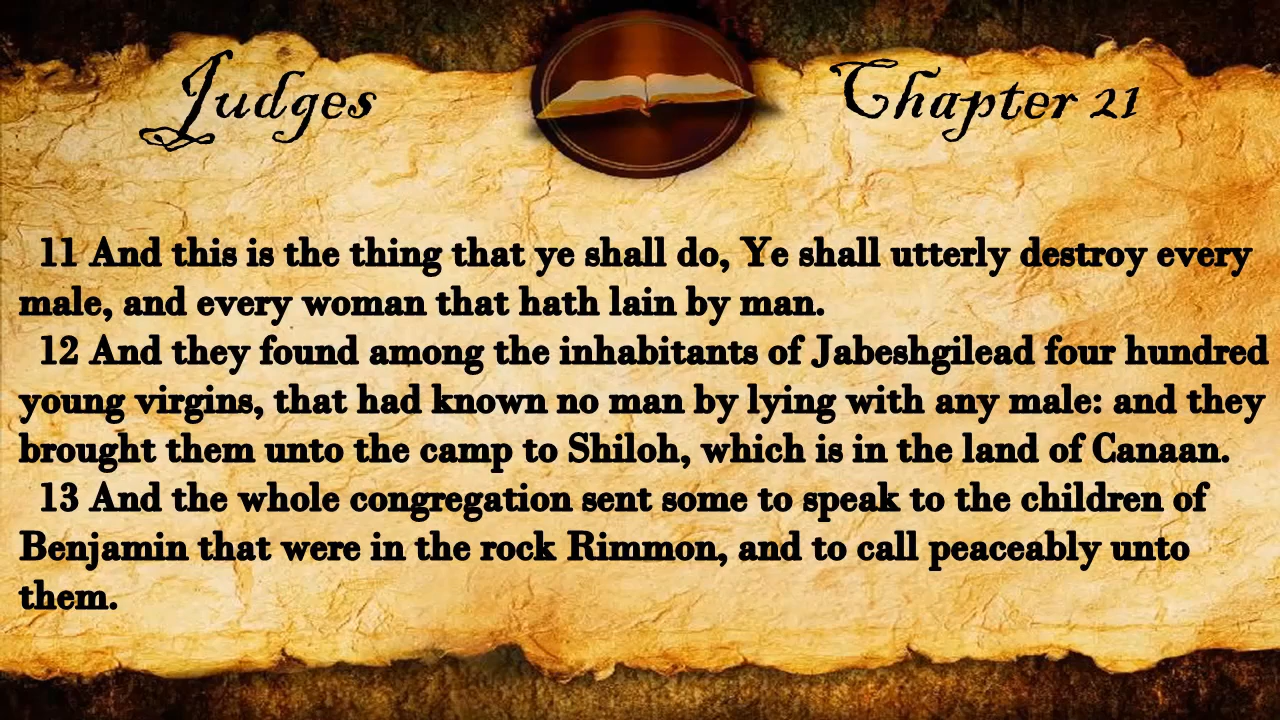 Judges
Chapter 21
11 And this is the thing that ye shall do, Ye shall utterly destroy every
male, and every woman that hath lain by man.
12 And they found among the inhabitants of Jabeshgilead four hundred
young virgins, that had known no man by lying with any male: and they
brought them unto the camp to Shiloh, which is in the land of Canaan.
13 And the whole congregation sent some to speak to the children of
Benjamin that were in the rock Rimmon, and to call peaceably unto
them.